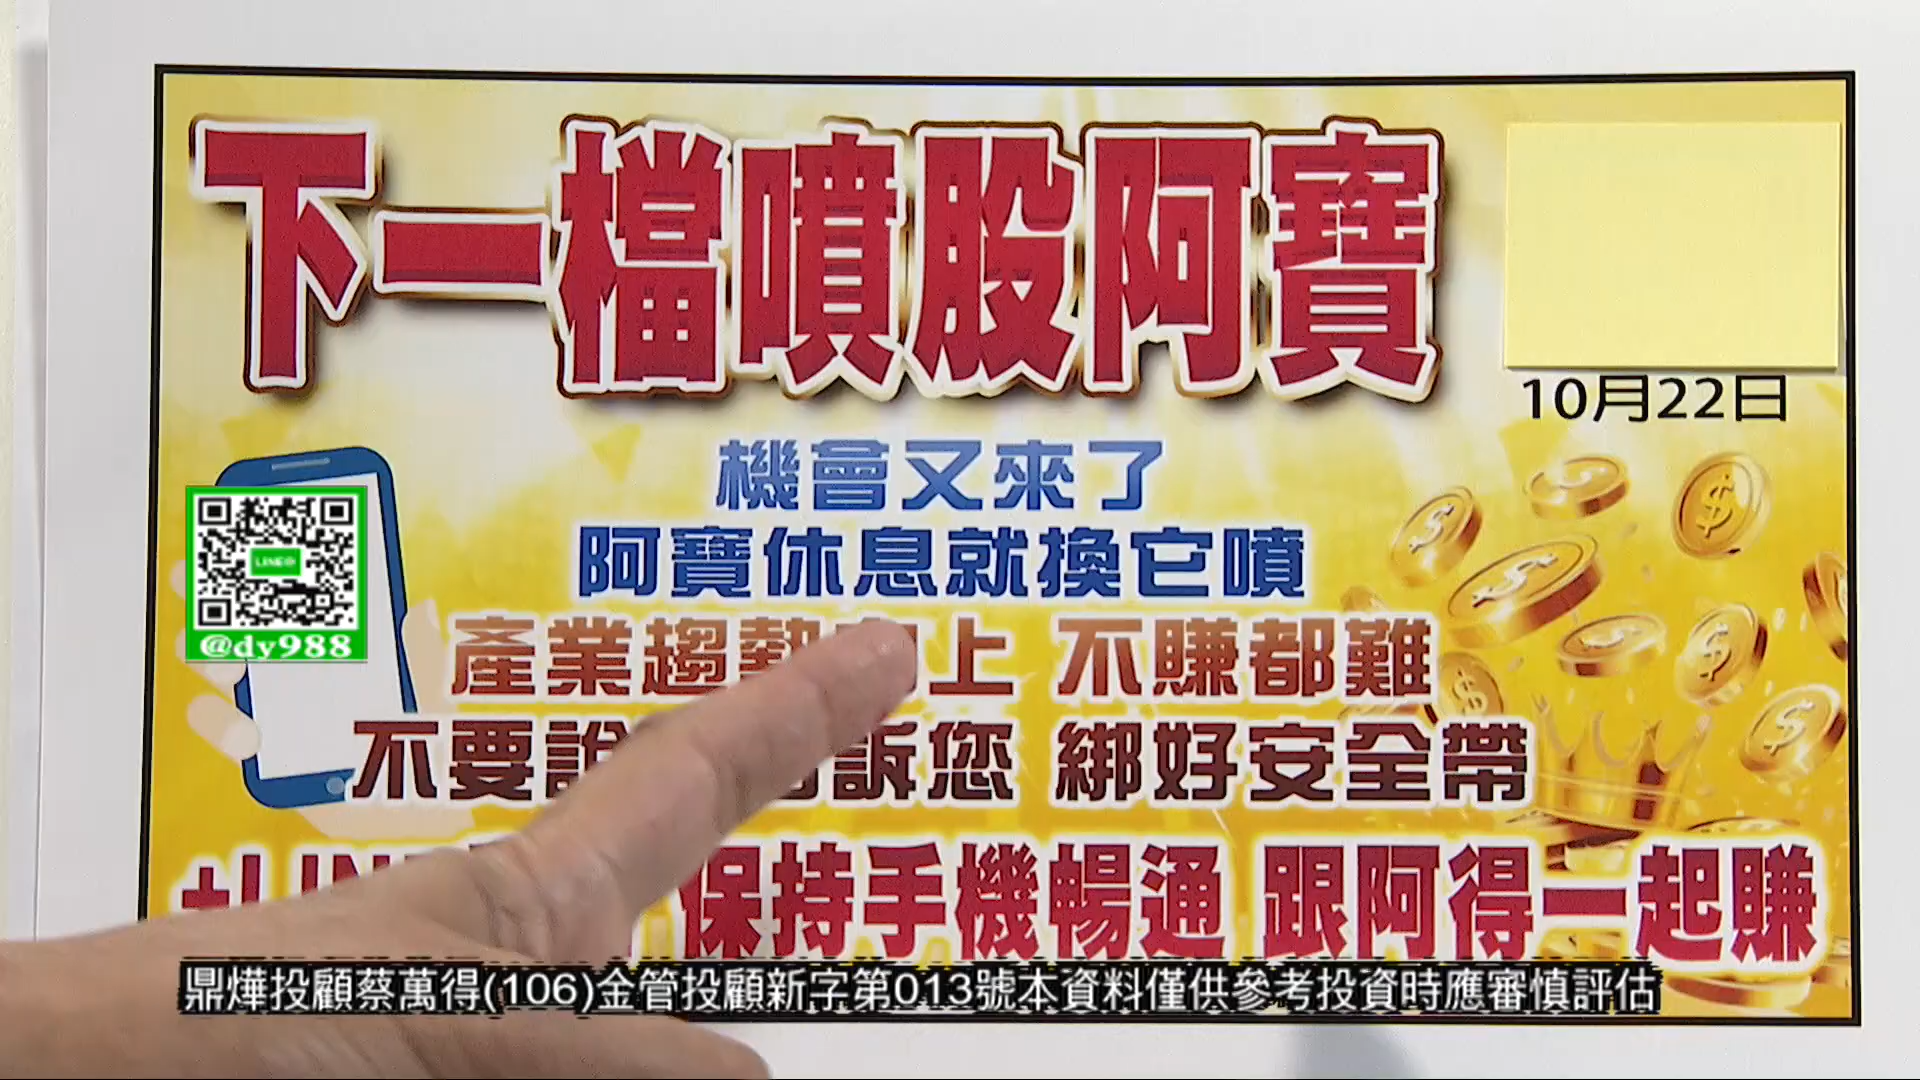 下一檔噴股阿寶
10月22日
機會又來了
阿寶休息就換它噴
LINE@
@dy988
產業趨勢 上 不賺都難
不要說 訴您 綁好安全帶
保持手機暢通 跟阿得一起賺
鼎燁投顧蔡萬得(106)金管投顧新字第013號本資料僅供參考投資時應審慎評估